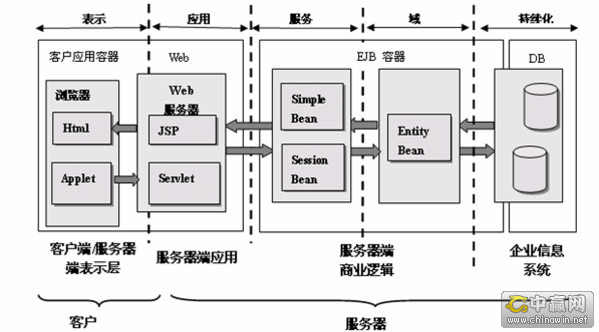 表示 应用 服务 域 持续化
客户应用容器 Web EJB 容器 DB
浏览器
Web
服务器
Html
JSP
Applet
Servlet
Simple
Bean
Session
Bean
Entity
Bean
客户端/服务器
端表示层
服务器端应用
服务器端
商业逻辑
企业信息
系统
客户
服务器
中赢网
www.chinawin.net